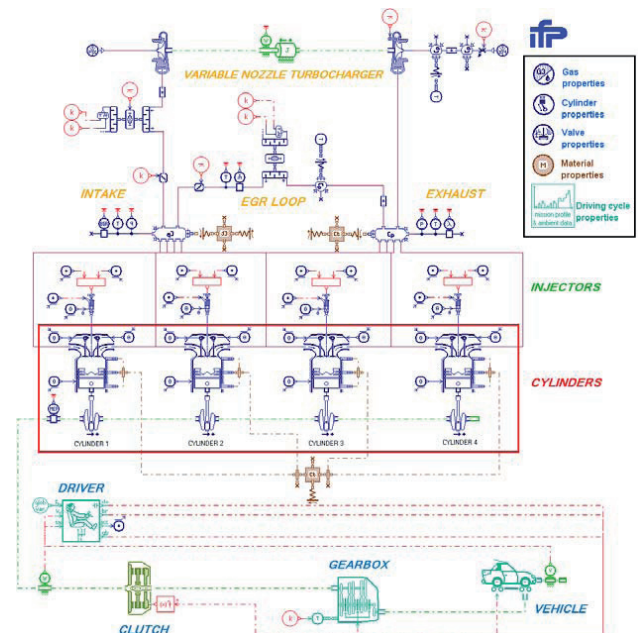 ifp
VARIABLE NOZZLE TURBOCHARGER
Gas
properties
Cylinder
properties
Valve
properties
Material
properties
Driving cycle
properties
mission profile
& ambient data
INTAKE
EGR LOOP
EXHAUST
INJECTORS
CYLINDERS
CYLINDER 1
CYLINDER 2
CYLINDER 3
CYLINDER 4
DRIVER
GEARBOX
VEHICLE
CLUTCH